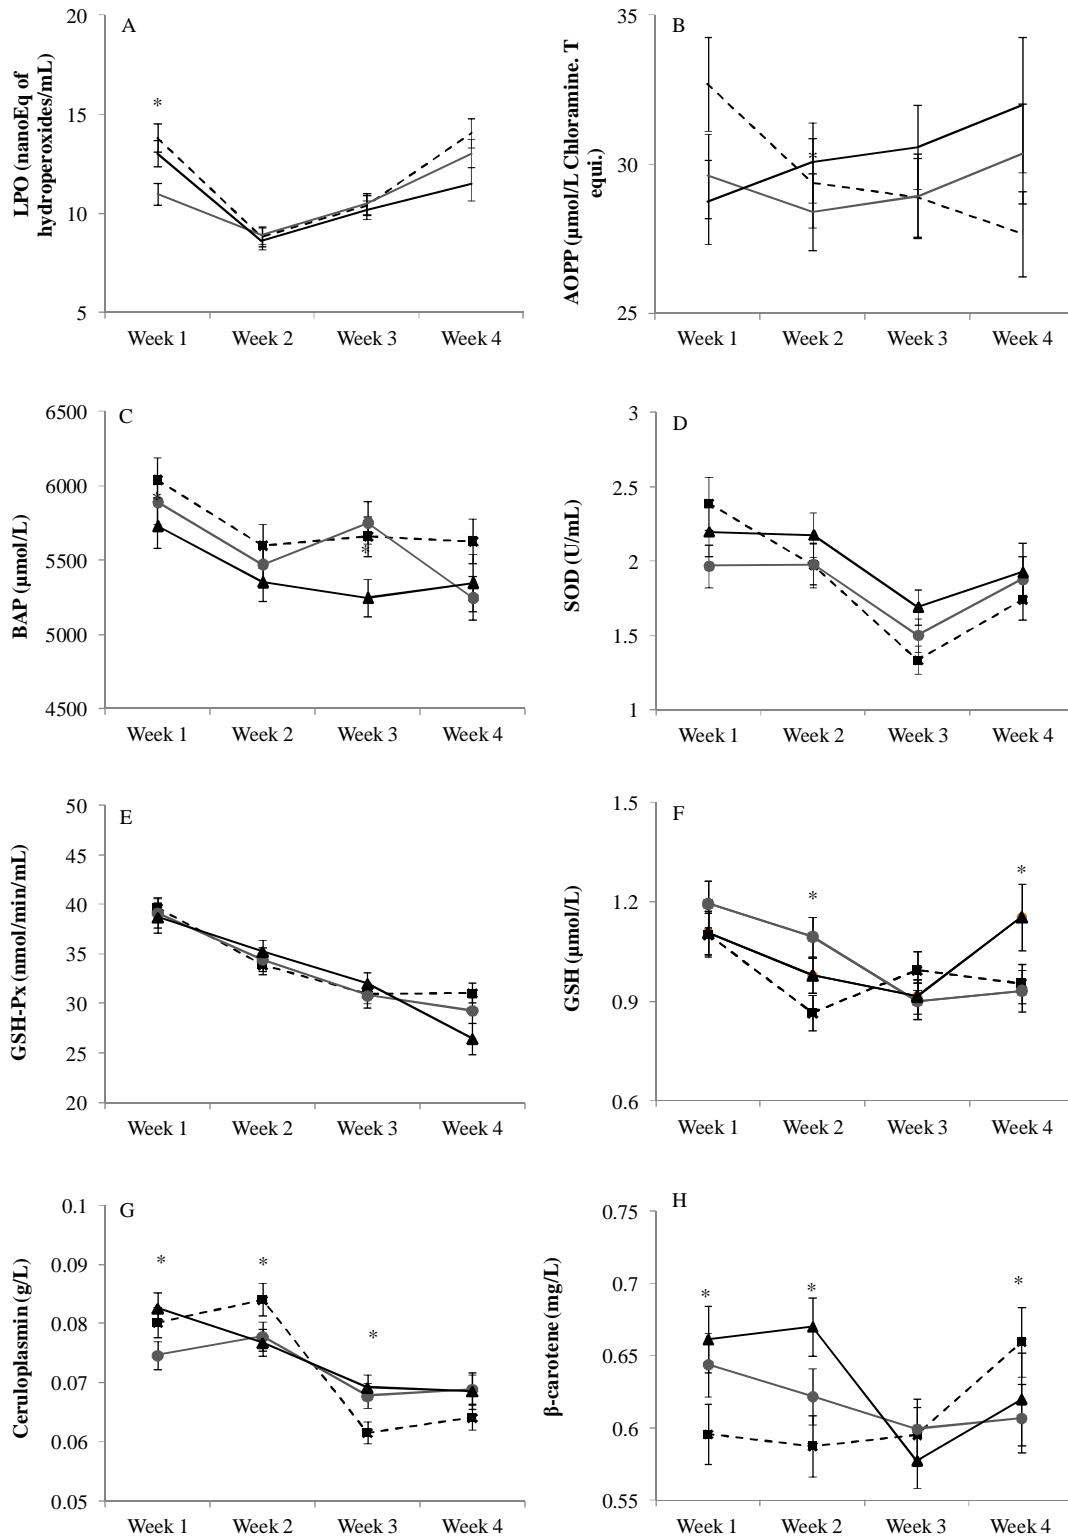 A
LPO (nanoEq of
hydroperoxides/mL)
20
15
10
5
*
Week 1 Week 2 Week 3 Week 4
B
AOPP (µmol/L Chloramine. T
equi.)
35
30
25
*
Week 1 Week 2 Week 3 Week 4
C
BAP (µmol/L)
6500
6000
5500
5000
4500
*
*
Week 1 Week 2 Week 3 Week 4
D
SOD (U/mL)
3
2.5
2
1.5
1
Week 1 Week 2 Week 3 Week 4
E
GSH-Px (nmol/min/mL)
50
45
40
35
30
25
20
Week 1 Week 2 Week 3 Week 4
F
GSH (µmol/L)
1.5
1.2
0.9
0.6
*
*
Week 1 Week 2 Week 3 Week 4
G
Ceruloplasmin (g/L)
0.1
0.09
0.08
0.07
0.06
0.05
*
*
*
Week 1 Week 2 Week 3 Week 4
H
β-carotene (mg/L)
0.75
0.7
0.65
0.6
0.55
*
*
*
Week 1 Week 2 Week 3 Week 4